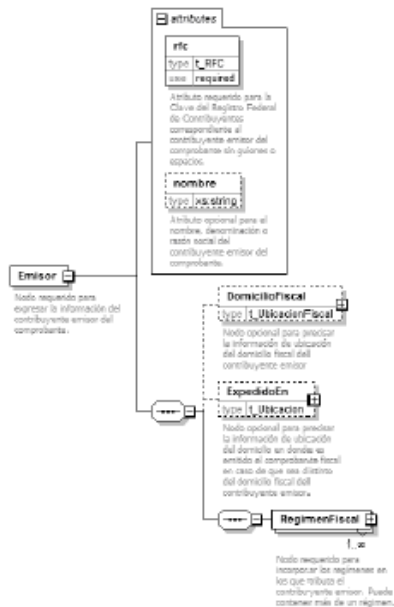 attributes
rfc
type t_RFC
use required
Atributo requerido para la
Clave del Registro Federal
de Contribuyentes
correspondiente al
contribuyente emisor del
comprobante sin guiones o
espacios.
nombre
type xs:string
Atributo opcional para el
nombre, denominación o
razón social del
contribuyente emisor del
comprobante.
Emisor
Nodo requerido para
expresar la información del
contribuyente emisor del
comprobante.
DomicilioFiscal
type t_UbicacionFiscal
Nodo opcional para precisar
la información de ubicación
del domicilio fiscal del
contribuyente emisor
ExpedidoEn
type t_Ubicacion
Nodo opcional para precisar
la información de ubicación
del domicilio en donde es
emitido el comprobante fiscal
en caso de que sea distinto
del domicilio fiscal del
contribuyente emisor.
RegimenFiscal
1..∞
Nodo requerido para
incorporar los regímenes en
los que tributa el
contribuyente emisor. Puede
contener más de un régimen.